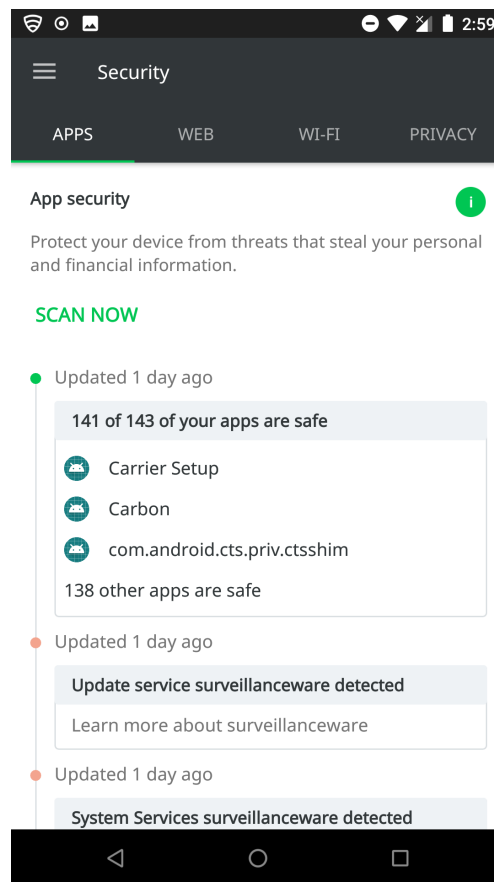 2:59
Security
APPS WEB WI-FI PRIVACY
App security
i
Protect your device from threats that steal your personal
and financial information.
SCAN NOW
Updated 1 day ago
141 of 143 of your apps are safe
Carrier Setup
Carbon
com.android.cts.priv.ctsshim
138 other apps are safe
Updated 1 day ago
Update service surveillanceware detected
Learn more about surveillanceware
Updated 1 day ago
System Services surveillanceware detected